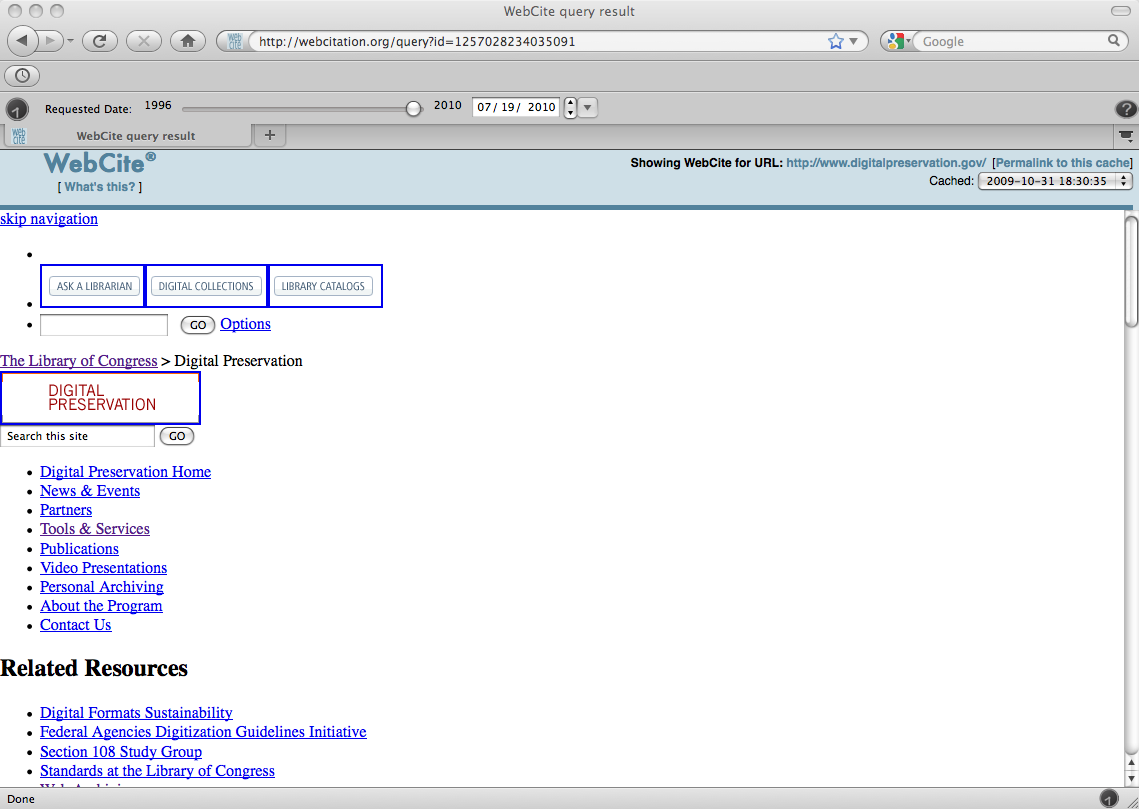 WebCite query result
http://webcitation.org/query?id=1257028234035091
Google
Requested Date: 1996 2010 07/ 19/ 2010
WebCite query result
WebCite®
[ What's this? ]
Showing WebCite for URL: http://www.digitalpreservation.gov/ [Permalink to this cache]
Cached: 2009-10-31 18:30:35
skip navigation
ASK A LIBRARIAN DIGITAL COLLECTIONS LIBRARY CATALOGS
GO Options
The Library of Congress > Digital Preservation
DIGITAL
PRESERVATION
Search this site GO
Digital Preservation Home
News & Events
Partners
Tools & Services
Publications
Video Presentations
Personal Archiving
About the Program
Contact Us
Related Resources
Digital Formats Sustainability
Federal Agencies Digitization Guidelines Initiative
Section 108 Study Group
Standards at the Library of Congress
Done